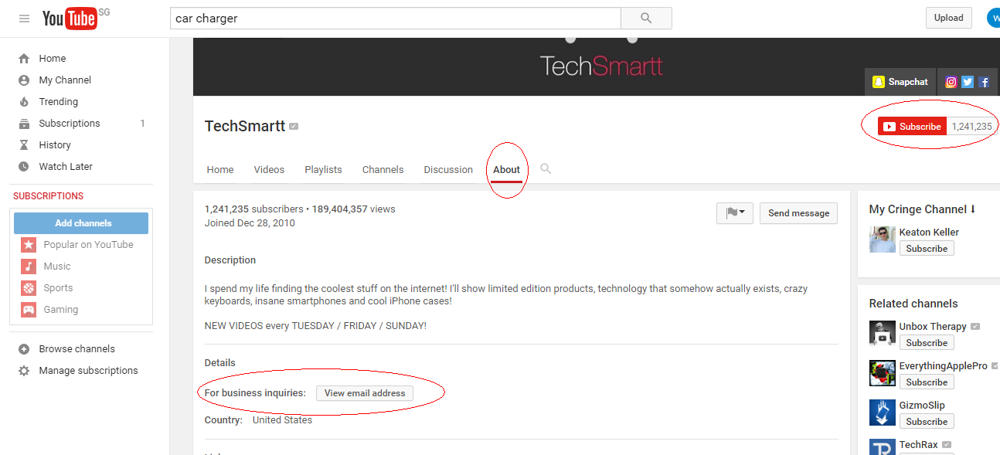 YouTube SG
car charger
Upload
W
Home
My Channel
Trending
Subscriptions 1
History
Watch Later
SUBSCRIPTIONS
Add channels
Popular on YouTube
Music
Sports
Gaming
Browse channels
Manage subscriptions
TechSmartt
Snapchat
TechSmartt
Subscribe 1,241,235
Home Videos Playlists Channels Discussion About
1,241,235 subscribers • 189,404,357 views
Joined Dec 28, 2010
Send message
Description
I spend my life finding the coolest stuff on the internet! I'll show limited edition products, technology that somehow actually exists, crazy
keyboards, insane smartphones and cool iPhone cases!
NEW VIDEOS every TUESDAY / FRIDAY / SUNDAY!
Details
For business inquiries: View email address
Country: United States
My Cringe Channel ⬇
Keaton Keller
Subscribe
Related channels
Unbox Therapy
Subscribe
EverythingApplePro
Subscribe
GizmoSlip
Subscribe
TechRax